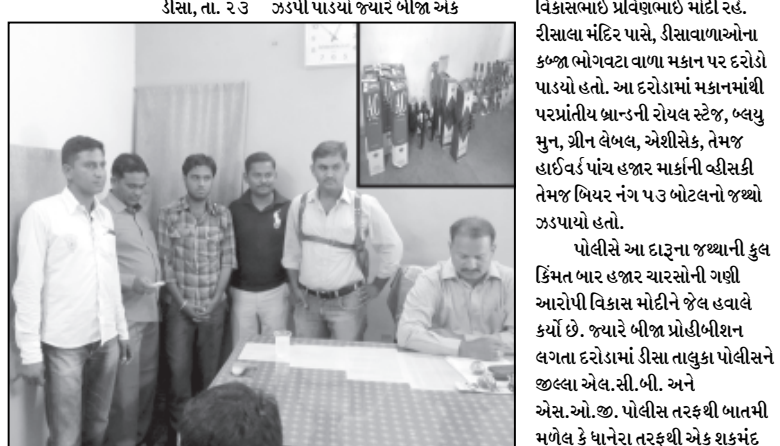 ડીસા, તા. ૨૩ ઝડપી પાડયો જ્યારે બીજા એક
વિકાસભાઈ પ્રવિણભાઈ મોદી રહે.
રીસાલા મંદિર પાસે, ડીસાવાળાઓના
કબ્જા ભોગવટા વાળા મકાન પર દરોડો
પાડયો હતો. આ દરોડામાં મકાનમાંથી
પરપ્રાંતીય બ્રાન્ડની રોયલ સ્ટેજ, બ્લયુ
મુન, ગ્રીન લેબલ, એશીસેક, તેમજ
હાઈવર્ડ પાંચ હજાર માર્કાની વ્હીસકી
તેમજ બિયર નંગ ૫૩ બોટલનો જથ્થો
ઝડપાયો હતો.
પોલીસે આ દારૂના જથ્થાની કુલ
કિંમત બાર હજાર ચારસોની ગણી
આરોપી વિકાસ મોદીને જેલ હવાલે
કર્યો છે. જ્યારે બીજા પ્રોહીબીશન
લગતા દરોડામાં ડીસા તાલુકા પોલીસને
જીલ્લા એલ.સી.બી. અને
એસ.ઓ.જી. પોલીસ તરફથી બાતમી
મળેલ કે ધાનેરા તરફથી એક શકમંદ